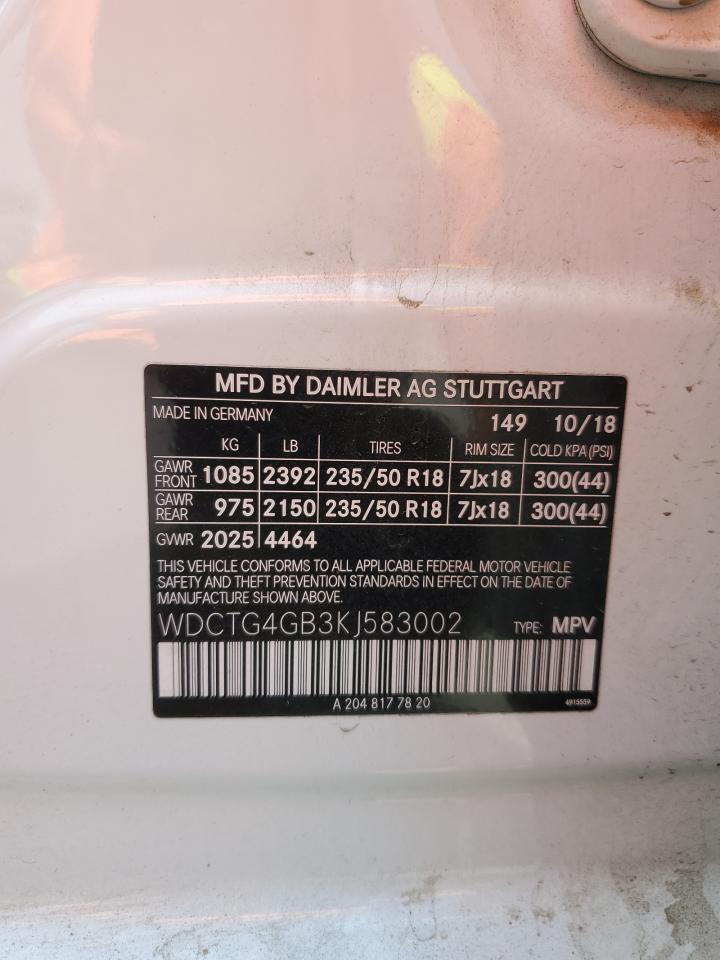 MFD BY DAIMLER AG STUTTGART
MADE IN GERMANY 149 10/18
KG LB TIRES RIM SIZE COLD KPA (PSI)
GAWR FRONT 1085 2392 235/50 R18 7Jx18 300(44)
GAWR REAR 975 2150 235/50 R18 7Jx18 300(44)
GVWR 2025 4464
THIS VEHICLE CONFORMS TO ALL APPLICABLE FEDERAL MOTOR VEHICLE
SAFETY AND THEFT PREVENTION STANDARDS IN EFFECT ON THE DATE OF
MANUFACTURE SHOWN ABOVE.
WDCTG4GB3KJ583002 TYPE: MPV
A 204 817 78 20 4915559